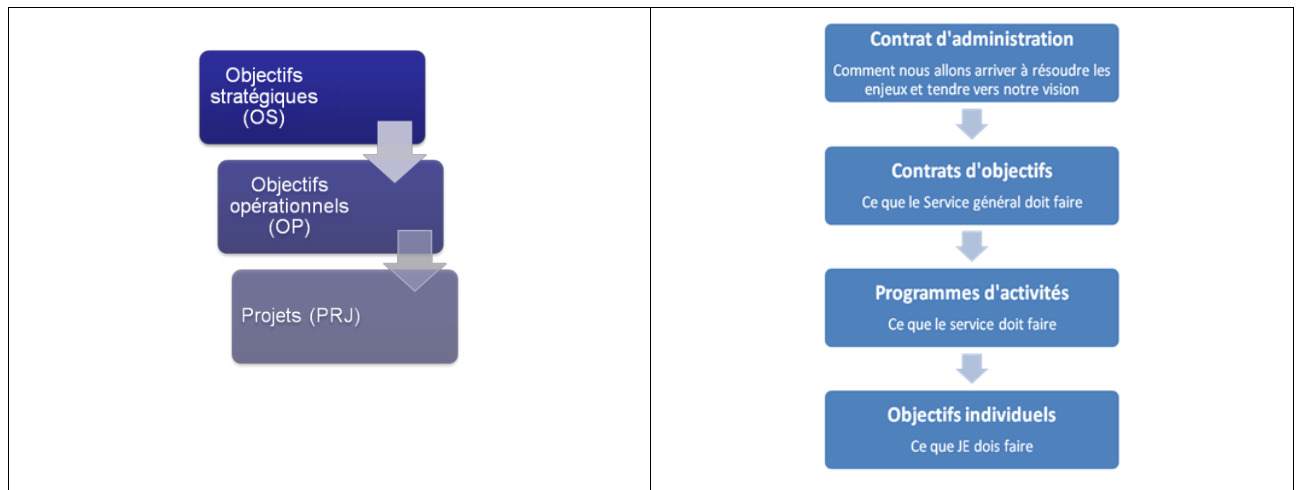 Objectifs
stratégiques
(OS)
Objectifs
opérationnels
(OP)
Projets (PRJ)
Contrat d'administration
Comment nous allons arriver à résoudre les
enjeux et tendre vers notre vision
Contrats d'objectifs
Ce que le Service général doit faire
Programmes d'activités
Ce que le service doit faire
Objectifs individuels
Ce que JE dois faire